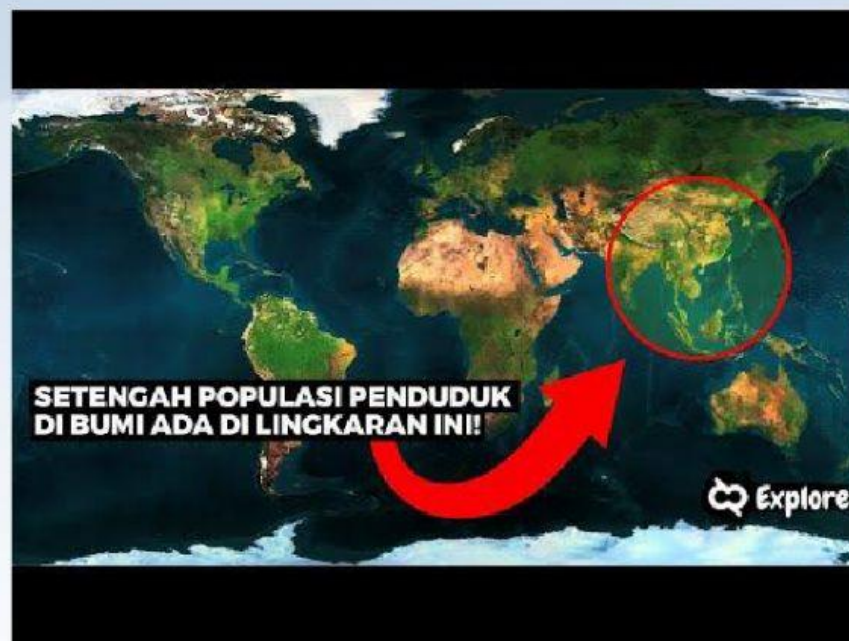 SETENGAH POPULASI PENDUDUK
DI BUMI ADA DI LINGKARAN INI!
Explore